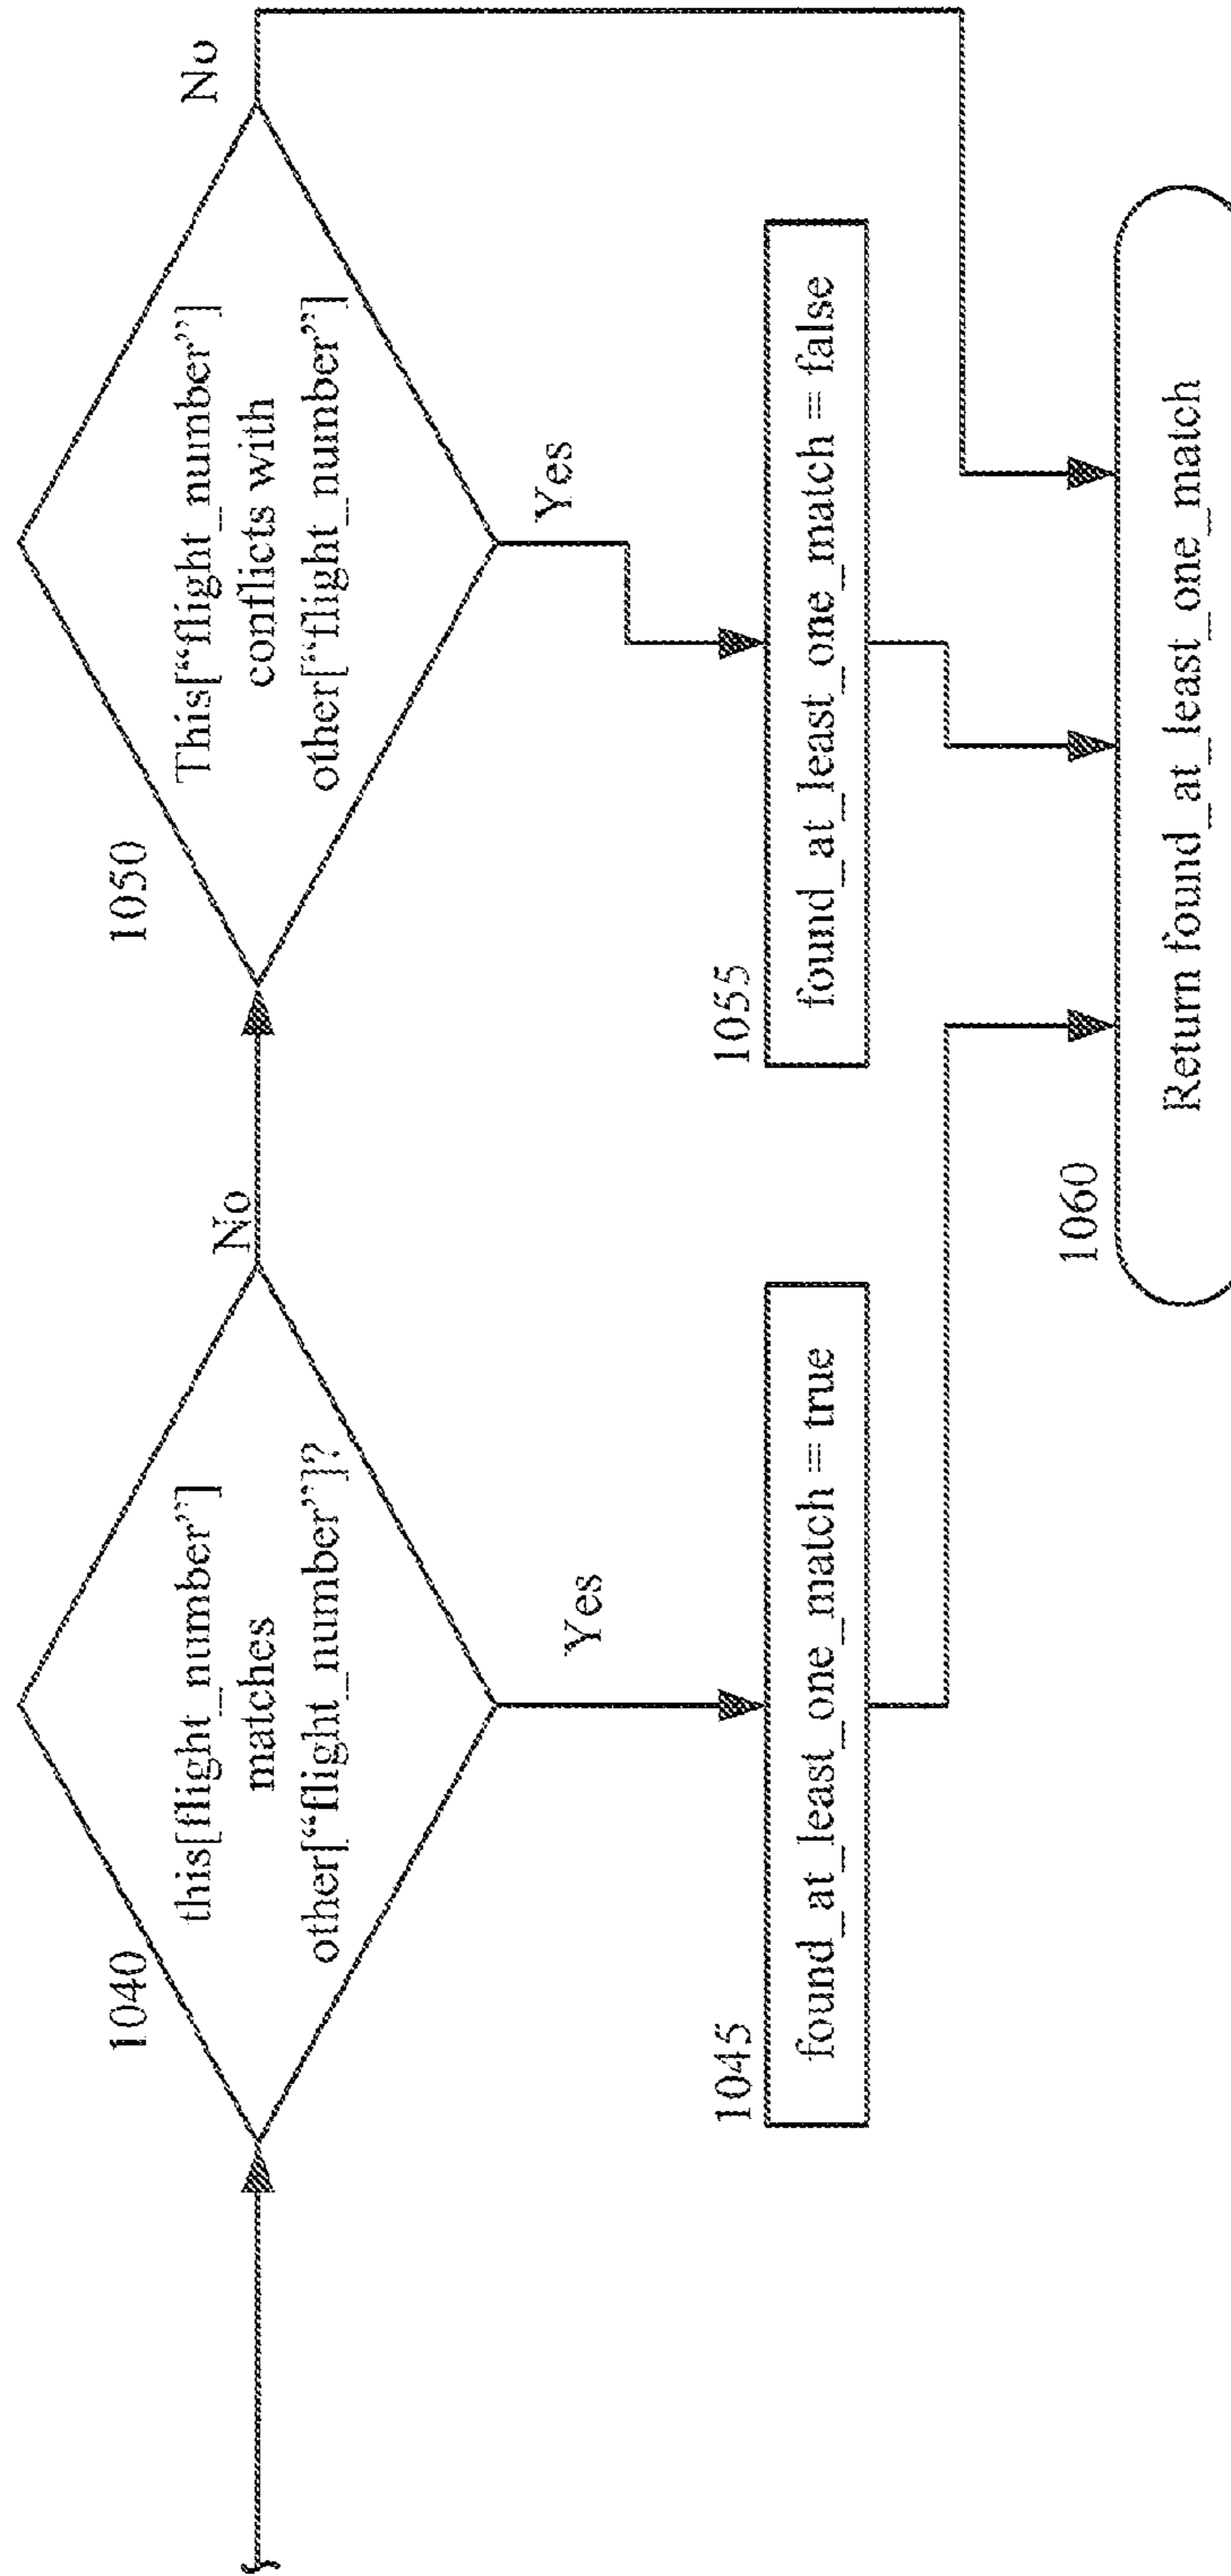 1040
this[flight_number”]
matches
other[“flight_number”]?
No
Yes
1045
found_at_least_one_match = true
1050
This[“flight_number”]
conflicts with
other[“flight_number”]
No
Yes
1055
found_at_least_one_match = false
1060
Return found_at_least_one_match